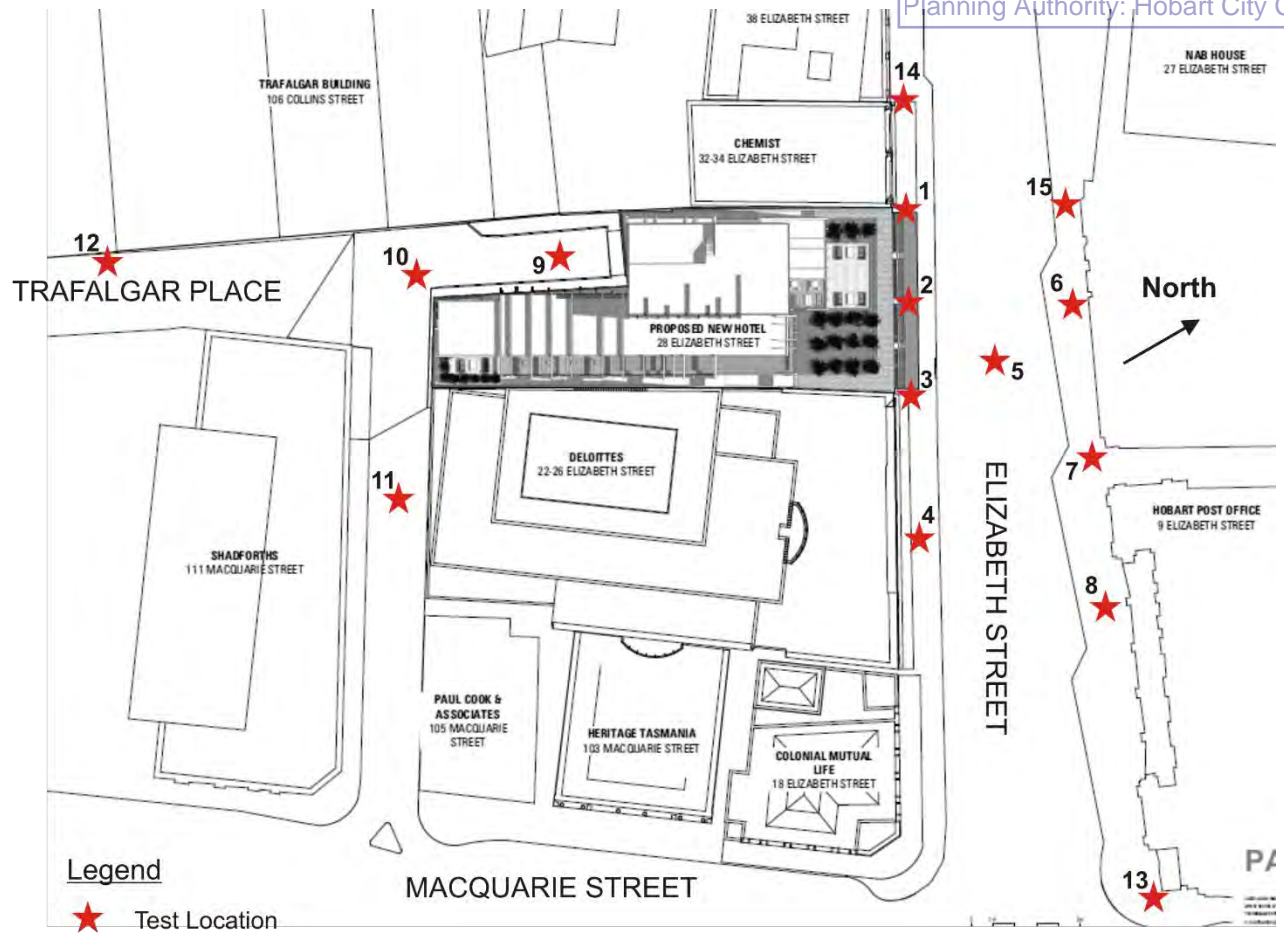 Planning Authority: Hobart City
38 ELIZABETH STREET
NAB HOUSE
27 ELIZABETH STREET
TRAFALGAR BUILDING
106 COLLINS STREET
14
CHEMIST
32-34 ELIZABETH STREET
1
15
12
10
9
2
6
North
TRAFALGAR PLACE
PROPOSED NEW HOTEL
28 ELIZABETH STREET
5
3
DELOITTES
22-26 ELIZABETH STREET
7
11
ELIZABETH STREET
4
HOBART POST OFFICE
9 ELIZABETH STREET
SHADFORTHS
111 MACQUARIE STREET
8
PAUL COOK &
ASSOCIATES
105 MACQUARIE
STREET
HERITAGE TASMANIA
103 MACQUARIE STREET
COLONIAL MUTUAL
LIFE
18 ELIZABETH STREET
Legend
MACQUARIE STREET
13
PA
Test Location